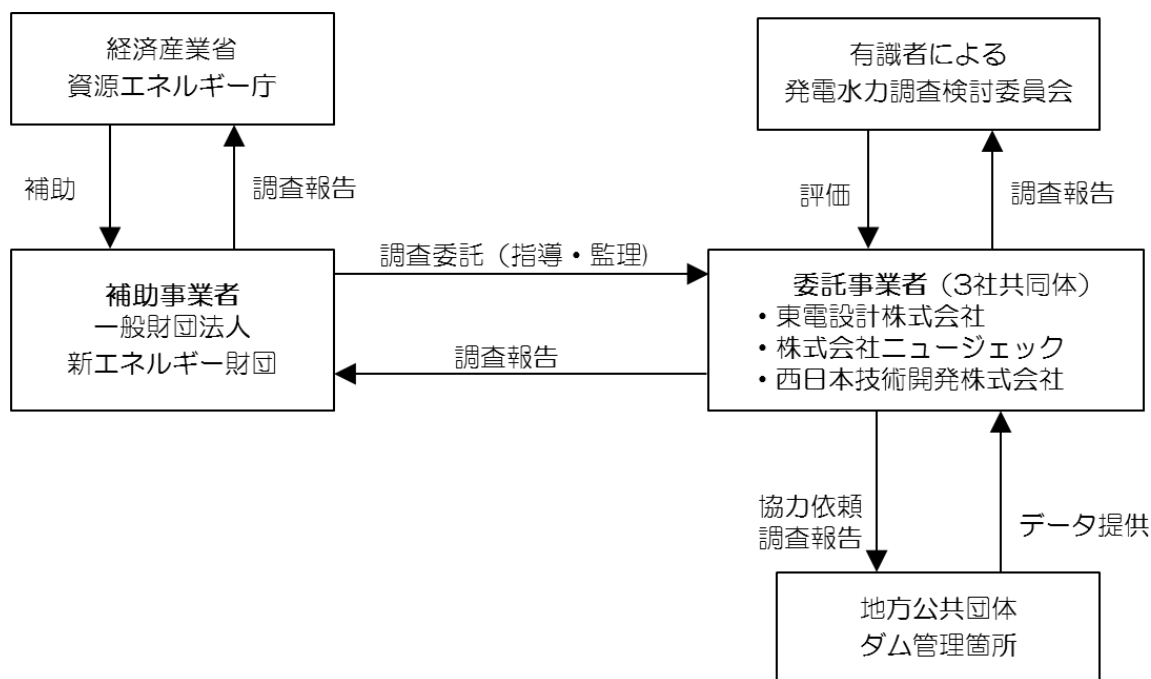 経済産業省
資源エネルギー庁
有識者による
発電水力調査検討委員会
補助
調査報告
評価
調査報告
補助事業者
一般財団法人
新エネルギー財団
調査委託（指導・監理)
調査報告
委託事業者（3社共同体）
・東電設計株式会社
・株式会社ニュージェック
・西日本技術開発株式会社
協力依頼
調査報告
データ提供
地方公共団体
ダム管理箇所